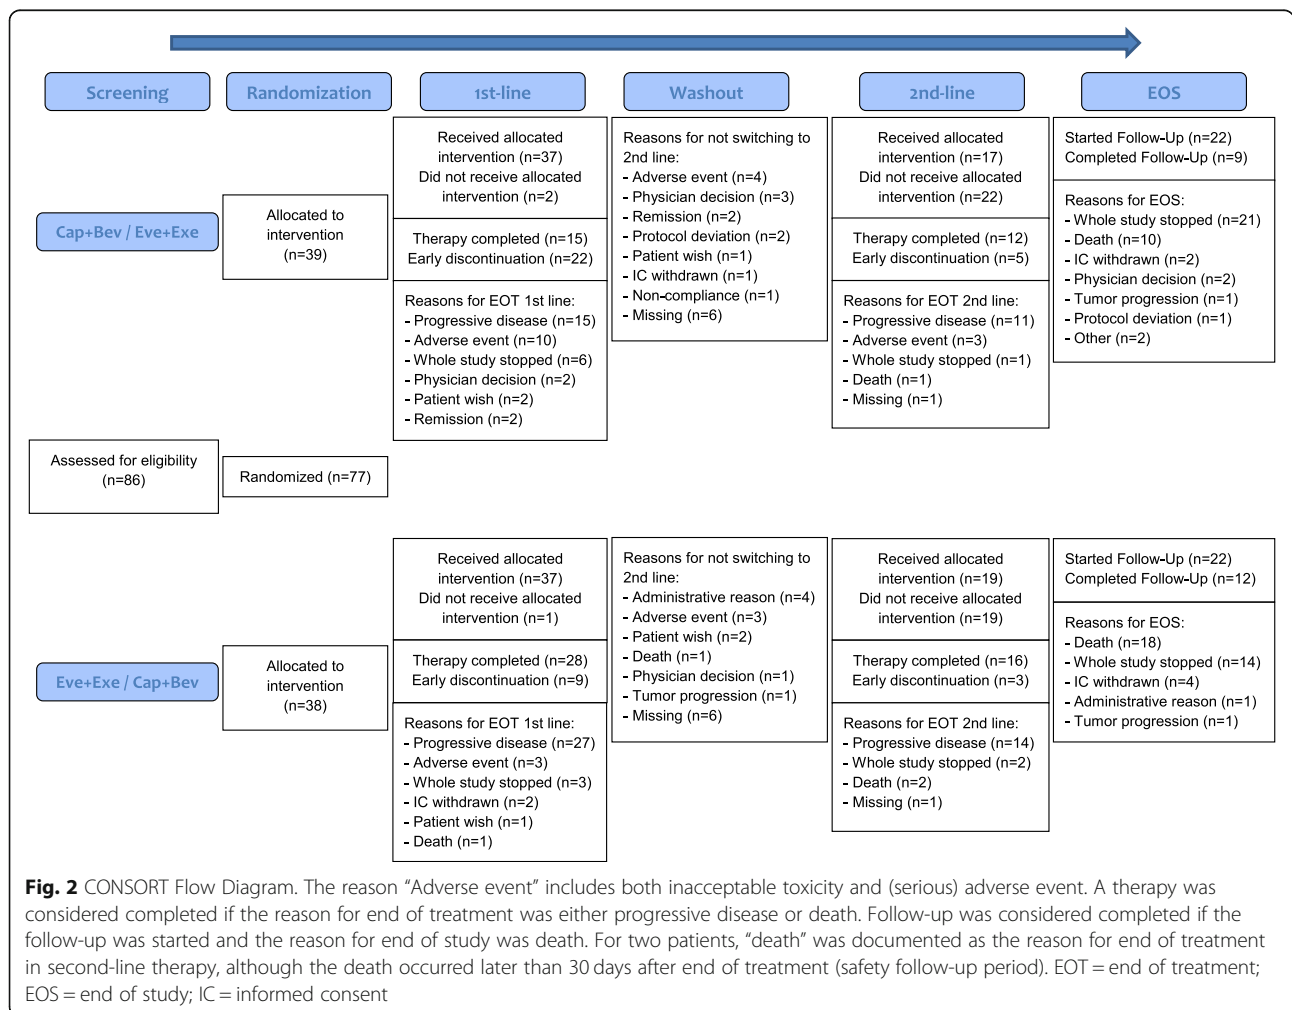 Screening
Randomization
1st-line
Washout
2nd-line
EOS
Cap+Bev / Eve+Exe
Allocated to
intervention
(n=39)
Received allocated
intervention (n=37)
Did not receive allocated
intervention (n=2)
Therapy completed (n=15)
Early discontinuation (n=22)
Reasons for EOT 1st line:
- Progressive disease (n=15)
- Adverse event (n=10)
- Whole study stopped (n=6)
- Physician decision (n=2)
- Patient wish (n=2)
- Remission (n=2)
Reasons for not switching to
2nd line:
- Adverse event (n=4)
- Physician decision (n=3)
- Remission (n=2)
- Protocol deviation (n=2)
- Patient wish (n=1)
- IC withdrawn (n=1)
- Non-compliance (n=1)
- Missing (n=6)
Received allocated
intervention (n=17)
Did not receive allocated
intervention (n=22)
Therapy completed (n=12)
Early discontinuation (n=5)
Reasons for EOT 2nd line:
- Progressive disease (n=11)
- Adverse event (n=3)
- Whole study stopped (n=1)
- Death (n=1)
- Missing (n=1)
Started Follow-Up (n=22)
Completed Follow-Up (n=9)
Reasons for EOS:
- Whole study stopped (n=21)
- Death (n=10)
- IC withdrawn (n=2)
- Physician decision (n=2)
- Tumor progression (n=1)
- Protocol deviation (n=1)
- Other (n=2)
Assessed for eligibility
(n=86)
Randomized (n=77)
Eve+Exe / Cap+Bev
Allocated to
intervention
(n=38)
Received allocated
intervention (n=37)
Did not receive allocated
intervention (n=1)
Therapy completed (n=28)
Early discontinuation (n=9)
Reasons for EOT 1st line:
- Progressive disease (n=27)
- Adverse event (n=3)
- Whole study stopped (n=3)
- IC withdrawn (n=2)
- Patient wish (n=1)
- Death (n=1)
Reasons for not switching to
2nd line:
- Administrative reason (n=4)
- Adverse event (n=3)
- Patient wish (n=2)
- Death (n=1)
- Physician decision (n=1)
- Tumor progression (n=1)
- Missing (n=6)
Received allocated
intervention (n=19)
Did not receive allocated
intervention (n=19)
Therapy completed (n=16)
Early discontinuation (n=3)
Reasons for EOT 2nd line:
- Progressive disease (n=14)
- Whole study stopped (n=2)
- Death (n=2)
- Missing (n=1)
Started Follow-Up (n=22)
Completed Follow-Up (n=12)
Reasons for EOS:
- Death (n=18)
- Whole study stopped (n=14)
- IC withdrawn (n=4)
- Administrative reason (n=1)
- Tumor progression (n=1)
Fig. 2 CONSORT Flow Diagram. The reason “Adverse event” includes both inacceptable toxicity and (serious) adverse event. A therapy was
considered completed if the reason for end of treatment was either progressive disease or death. Follow-up was considered completed if the
follow-up was started and the reason for end of study was death. For two patients, “death” was documented as the reason for end of treatment
in second-line therapy, although the death occurred later than 30 days after end of treatment (safety follow-up period). EOT = end of treatment;
EOS = end of study; IC = informed consent